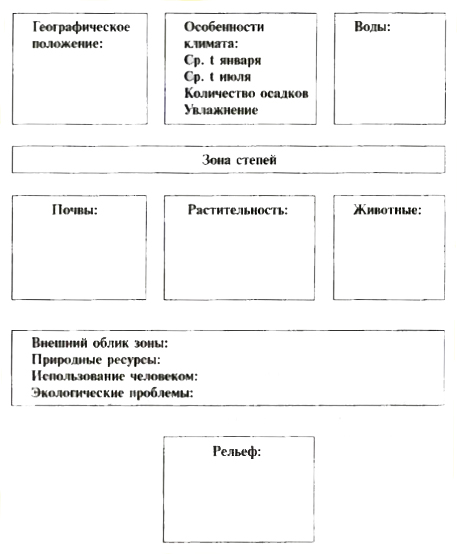 Географическое
положение:
Особенности
климата:
Ср. t января
Ср. t июля
Количество осадков
Увлажнение
Воды:
Зона степей
Почвы:
Растительность:
Животные:
Внешний облик зоны:
Природные ресурсы:
Использование человеком:
Экологические проблемы:
Рельеф: